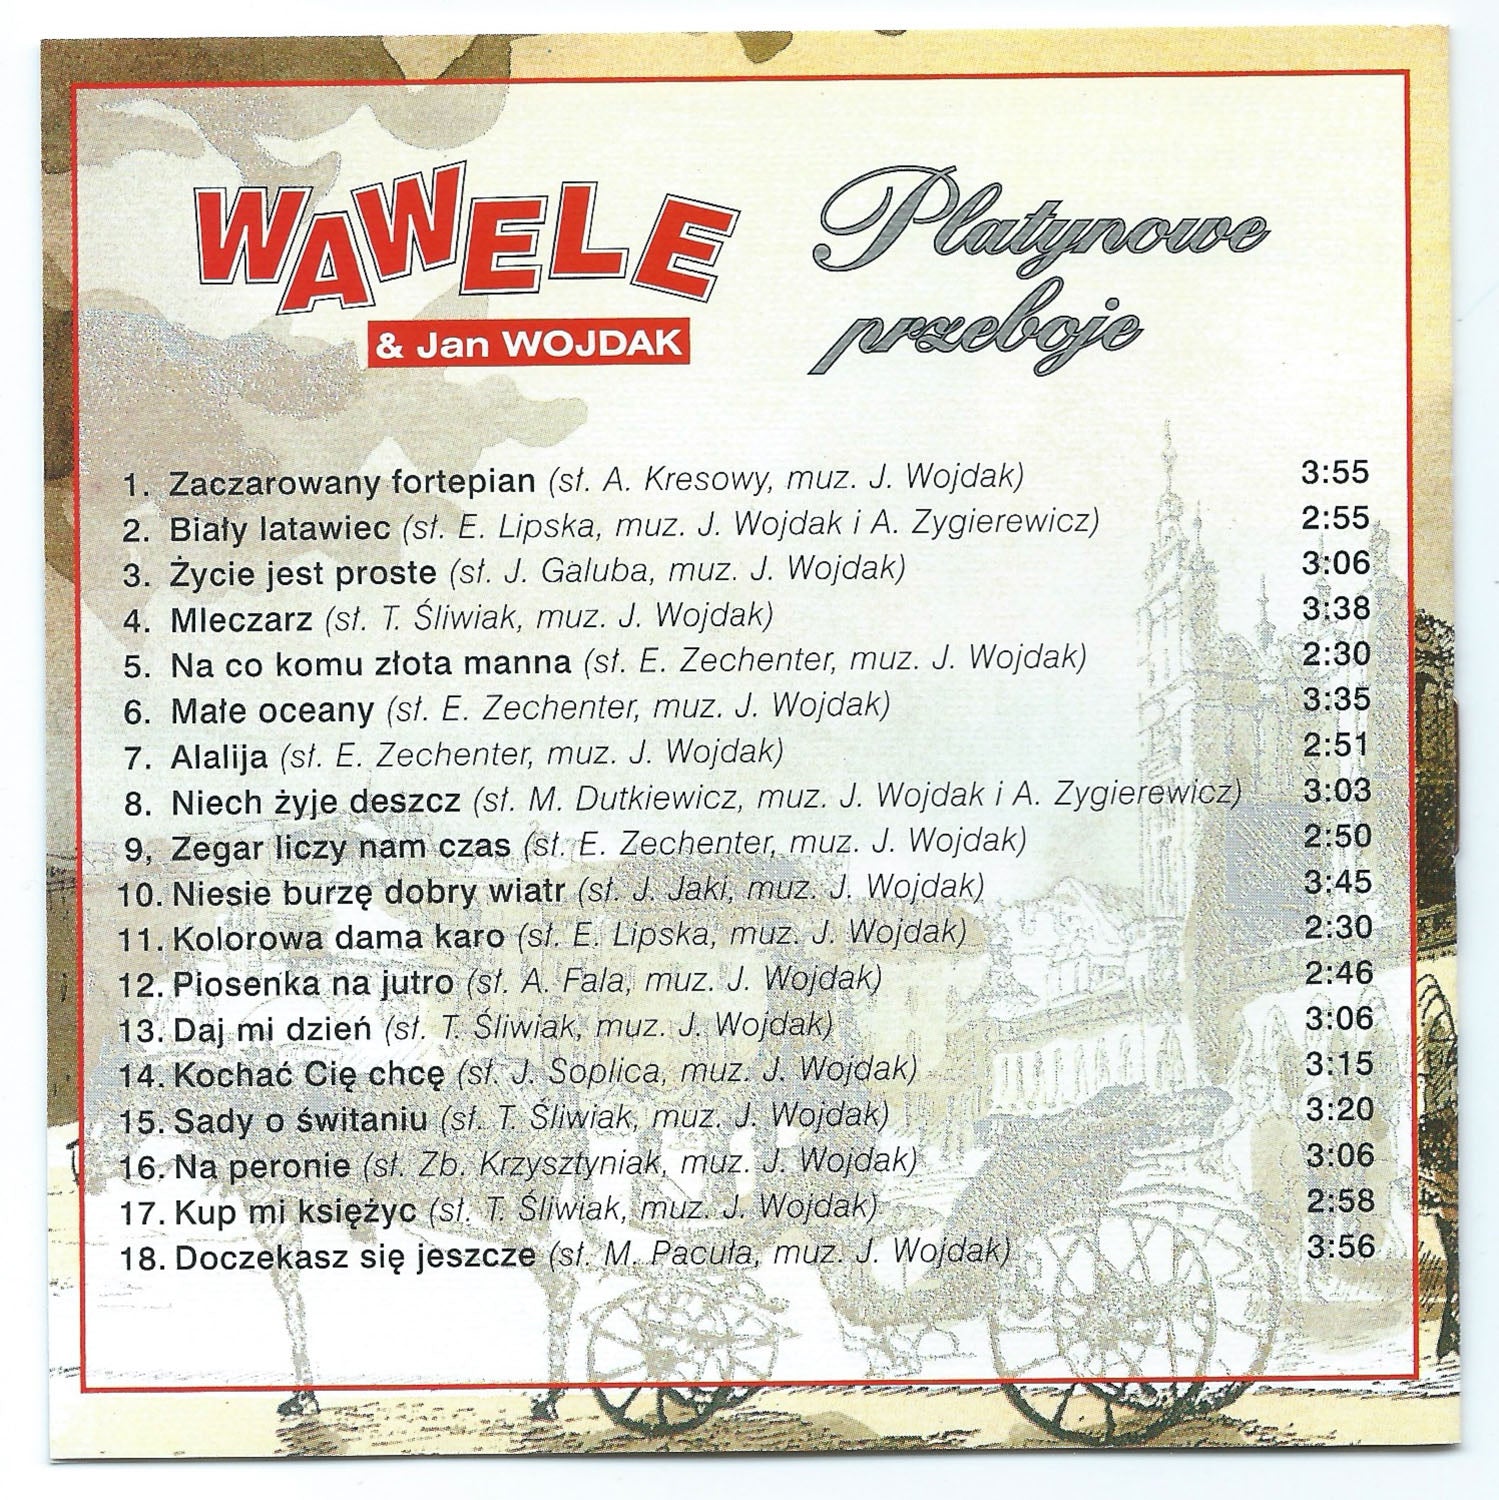 WAWELE
& Jan WOJDAK
Platynowe
przeboje
1. Zaczarowany fortepian (sł. A. Kresowy, muz. J. Wojdak) 3:55
2. Biały latawiec (sł. E. Lipska, muz. J. Wojdak i A. Zygierewicz) 2:55
3. Życie jest proste (sł. J. Gałuba, muz. J. Wojdak) 3:06
4. Mleczarz (sł. T. Śliwiak, muz. J. Wojdak) 3:38
5. Na co komu złota manna (sł. E. Zechenter, muz. J. Wojdak) 2:30
6. Małe oceany (sł. E. Zechenter, muz. J. Wojdak) 3:35
7. Alalija (sł. E. Zechenter, muz. J. Wojdak) 2:51
8. Niech żyje deszcz (sł. M. Dutkiewicz, muz. J. Wojdak i A. Zygierewicz) 3:03
9, Zegar liczy nam czas (sł. E. Zechenter, muz. J. Wojdak) 2:50
10. Niesie burzę dobry wiatr (sł. J. Jaki, muz. J. Wojdak) 3:45
11. Kolorowa dama karo (sł. E. Lipska, muz. J. Wojdak) 2:30
12. Piosenka na jutro (sł. A. Fala, muz. J. Wojdak) 2:46
13. Daj mi dzień (sł. T. Śliwiak, muz. J. Wojdak) 3:06
14. Kochać Cię chcę (sł. J. Soplica, muz. J. Wojdak) 3:15
15. Sady o świtaniu (sł. T. Śliwiak, muz. J. Wojdak) 3:20
16. Na peronie (sł. Zb. Krzysztyniak, muz. J. Wojdak) 3:06
17. Kup mi księżyc (sł. T. Śliwiak, muz. J. Wojdak) 2:58
18. Doczekasz się jeszcze (sł. M. Pacuła, muz. J. Wojdak) 3:56